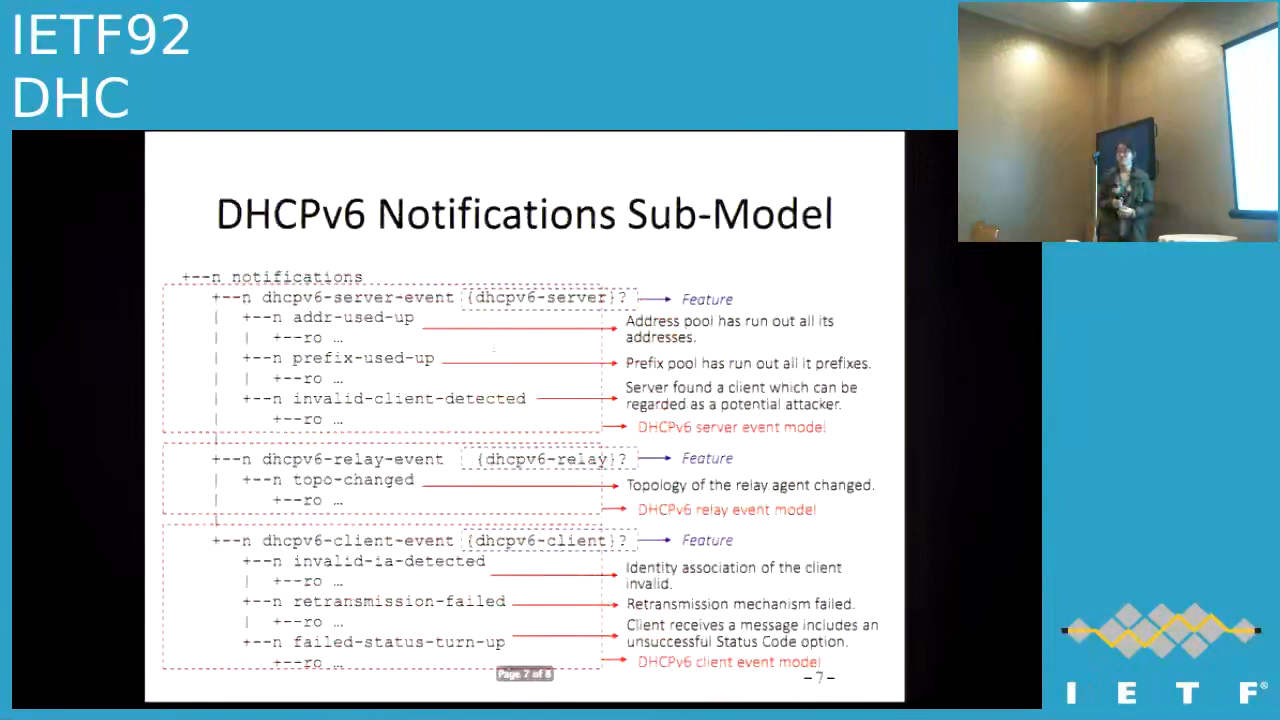 IETF92
DHC
DHCPv6 Notifications Sub-Model
+--n notifications
+--n dhcpv6-server-event {dhcpv6-server}? Feature
| +--n addr-used-up Address pool has run out all its
addresses.
| | +--ro ...
| +--n prefix-used-up Prefix pool has run out all it prefixes.
| | +--ro ...
| +--n invalid-client-detected Server found a client which can be
regarded as a potential attacker.
| +--ro ...
DHCPv6 server event model
|
+--n dhcpv6-relay-event {dhcpv6-relay}? Feature
| +--n topo-changed Topology of the relay agent changed.
| +--ro ...
DHCPv6 relay event model
|
+--n dhcpv6-client-event {dhcpv6-client}? Feature
+--n invalid-ia-detected Identity association of the client
invalid.
| +--ro ...
+--n retransmission-failed Retransmission mechanism failed.
| +--ro ...
+--n failed-status-turn-up Client receives a message includes an
unsuccessful Status Code option.
+--ro ...
DHCPv6 client event model
Page 7 of 8
–7–
I E T F®